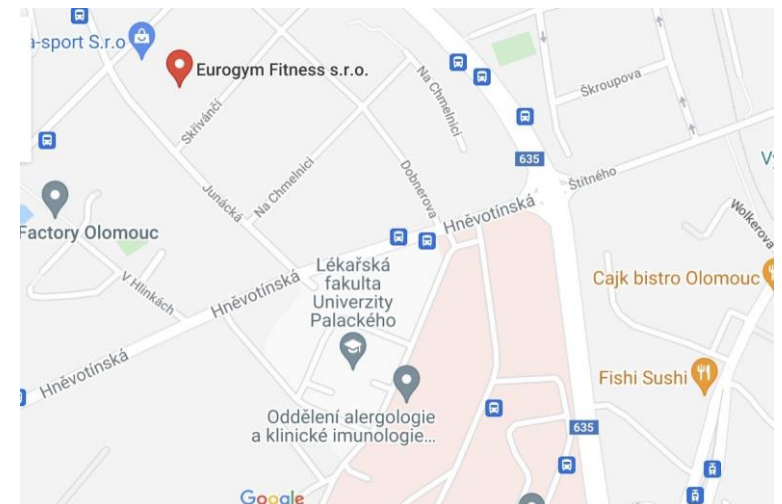 a-sport S.r.o
Eurogym Fitness s.r.o.
Na Chmelnici
Škroupova
Skřivánčí
635
Štítného
Junácká
Na Chmelnici
Dobnerova
Hněvotínská
Wolkerova
Factory Olomouc
V Hlinkách
Hněvotínská
Lékařská
fakulta
Univerzity
Palackého
Cajk bistro Olomouc
Hněvotínská
Fishi Sushi
Oddělení alergologie
a klinické imunologie...
635
Google